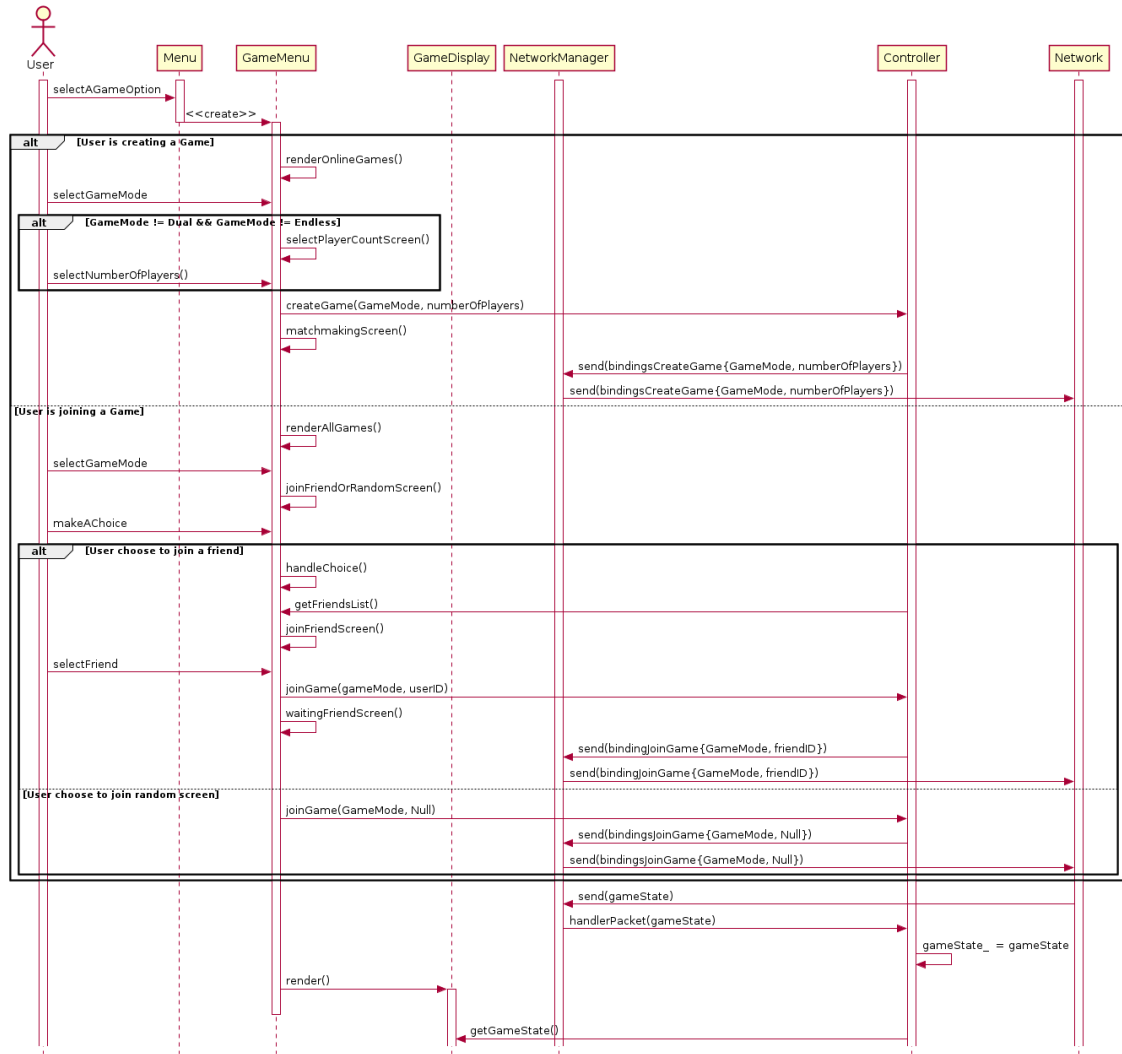 User
Menu
GameMenu
GameDisplay
NetworkManager
Controller
Network
selectAGameOption
<<create>>
alt [User is creating a Game]
renderOnlineGames()
selectGameMode
alt [GameMode != Dual && GameMode != Endless]
selectPlayerCountScreen()
selectNumberOfPlayers()
createGame(GameMode, numberOfPlayers)
matchmakingScreen()
send(bindingsCreateGame{GameMode, numberOfPlayers})
send(bindingsCreateGame{GameMode, numberOfPlayers})
[User is joining a Game]
renderAllGames()
selectGameMode
joinFriendOrRandomScreen()
makeAChoice
alt [User choose to join a friend]
handleChoice()
getFriendsList()
joinFriendScreen()
selectFriend
joinGame(gameMode, userID)
waitingFriendScreen()
send(bindingJoinGame{GameMode, friendID})
send(bindingJoinGame{GameMode, friendID})
[User choose to join random screen]
joinGame(GameMode, Null)
send(bindingsJoinGame{GameMode, Null})
send(bindingsJoinGame{GameMode, Null})
send(gameState)
handlerPacket(gameState)
gameState_ = gameState
render()
getGameState()